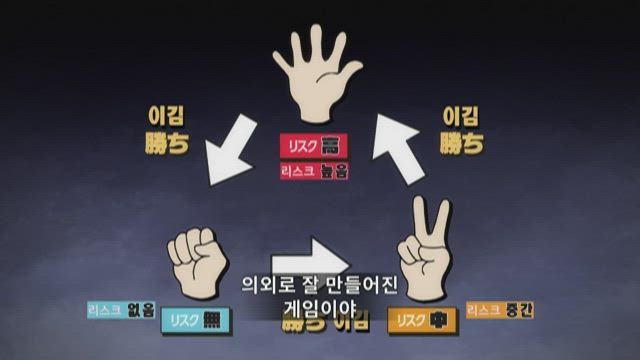 이김
勝ち
이김
勝ち
リスク 高
리스크 높음
의외로 잘 만들어진
게임이야
리스크 없음
リスク 無
勝ち 이김
リスク 中
리스크 중간